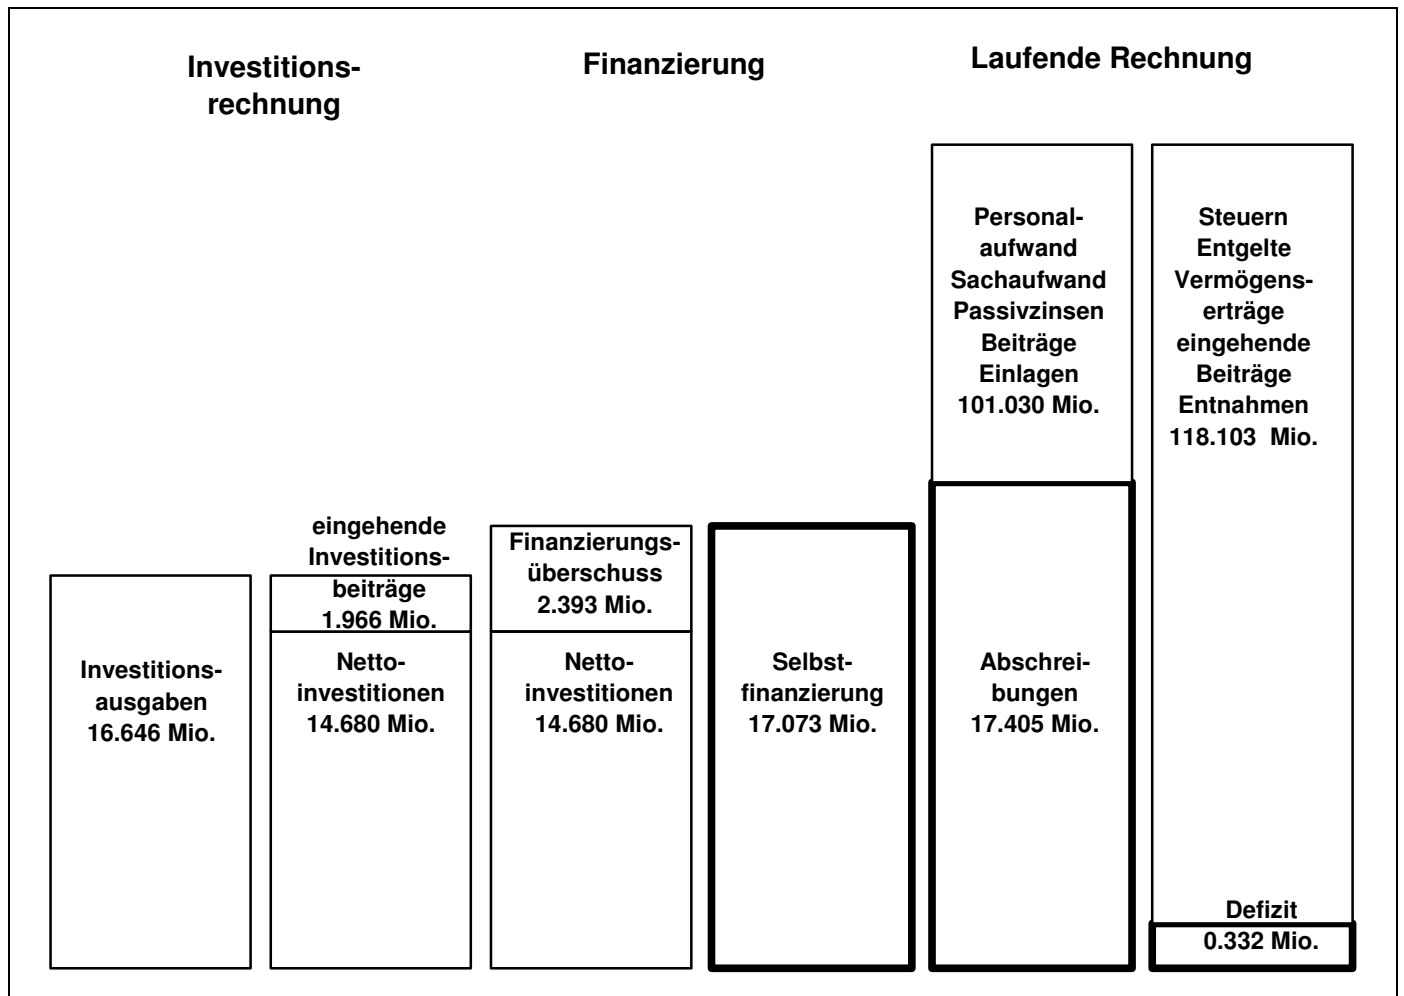 Investitions-
rechnung
Finanzierung
Laufende Rechnung
Investitions-
ausgaben
16.646 Mio.
eingehende
Investitions-
beiträge
1.966 Mio.
Netto-
investitionen
14.680 Mio.
Finanzierungs-
überschuss
2.393 Mio.
Netto-
investitionen
14.680 Mio.
Selbst-
finanzierung
17.073 Mio.
Personal-
aufwand
Sachaufwand
Passivzinsen
Beiträge
Einlagen
101.030 Mio.
Abschrei-
bungen
17.405 Mio.
Steuern
Entgelte
Vermögens-
erträge
eingehende
Beiträge
Entnahmen
118.103 Mio.
Defizit
0.332 Mio.